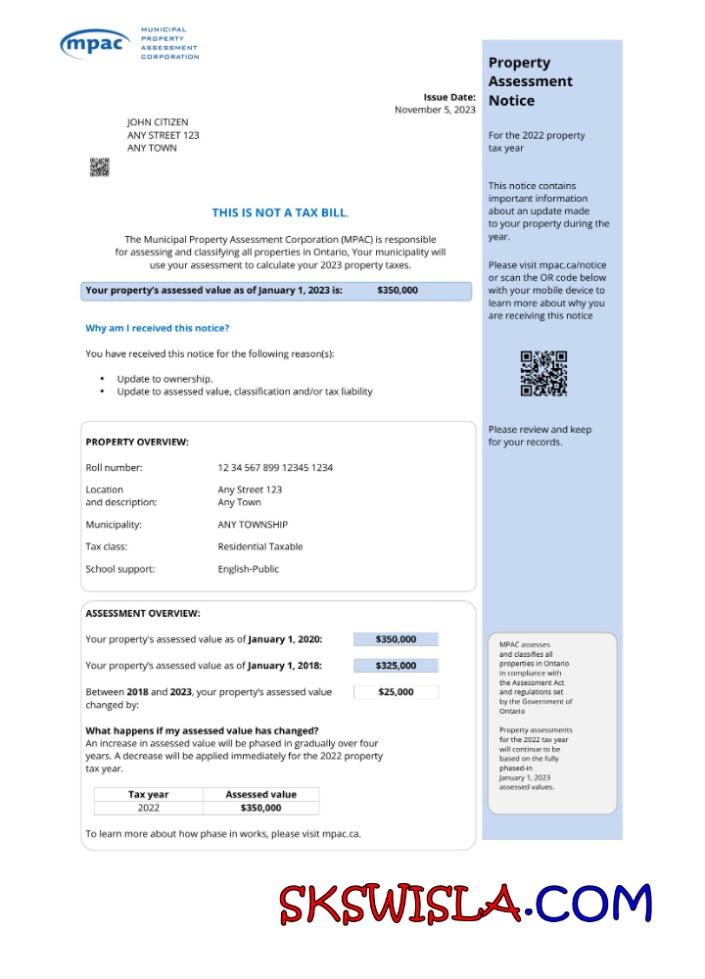 mpac
MUNICIPAL
PROPERTY
ASSESSMENT
CORPORATION
Issue Date:
November 5, 2023
JOHN CITIZEN
ANY STREET 123
ANY TOWN
THIS IS NOT A TAX BILL.
The Municipal Property Assessment Corporation (MPAC) is responsible
for assessing and classifying all properties in Ontario, Your municipality will
use your assessment to calculate your 2023 property taxes.
Your property's assessed value as of January 1, 2023 is: $350,000
Why am I received this notice?
You have received this notice for the following reason(s):
• Update to ownership.
• Update to assessed value, classification and/or tax liability
PROPERTY OVERVIEW:
Roll number: 12 34 567 899 12345 1234
Location Any Street 123
and description: Any Town
Municipality: ANY TOWNSHIP
Tax class: Residential Taxable
School support: English-Public
ASSESSMENT OVERVIEW:
Your property's assessed value as of January 1, 2020: $350,000
Your property's assessed value as of January 1, 2018: $325,000
Between 2018 and 2023, your property's assessed value $25,000
changed by:
What happens if my assessed value has changed?
An increase in assessed value will be phased in gradually over four
years. A decrease will be applied immediately for the 2022 property
tax year.
Tax year Assessed value
2022 $350,000
To learn more about how phase in works, please visit mpac.ca.
Property
Assessment
Notice
For the 2022 property
tax year
This notice contains
important information
about an update made
to your property during the
year.
Please visit mpac.ca/notice
or scan the OR code below
with your mobile device to
learn more about why you
are receiving this notice
Please review and keep
for your records.
MPAC assesses
and classifies all
properties in Ontario
in compliance with
the Assessment Act
and regulations set
by the Government of
Ontario
Property assessments
for the 2022 tax year
will continue to be
based on the fully
phased-in
January 1, 2023
assessed values.
SKSWISLA.COM